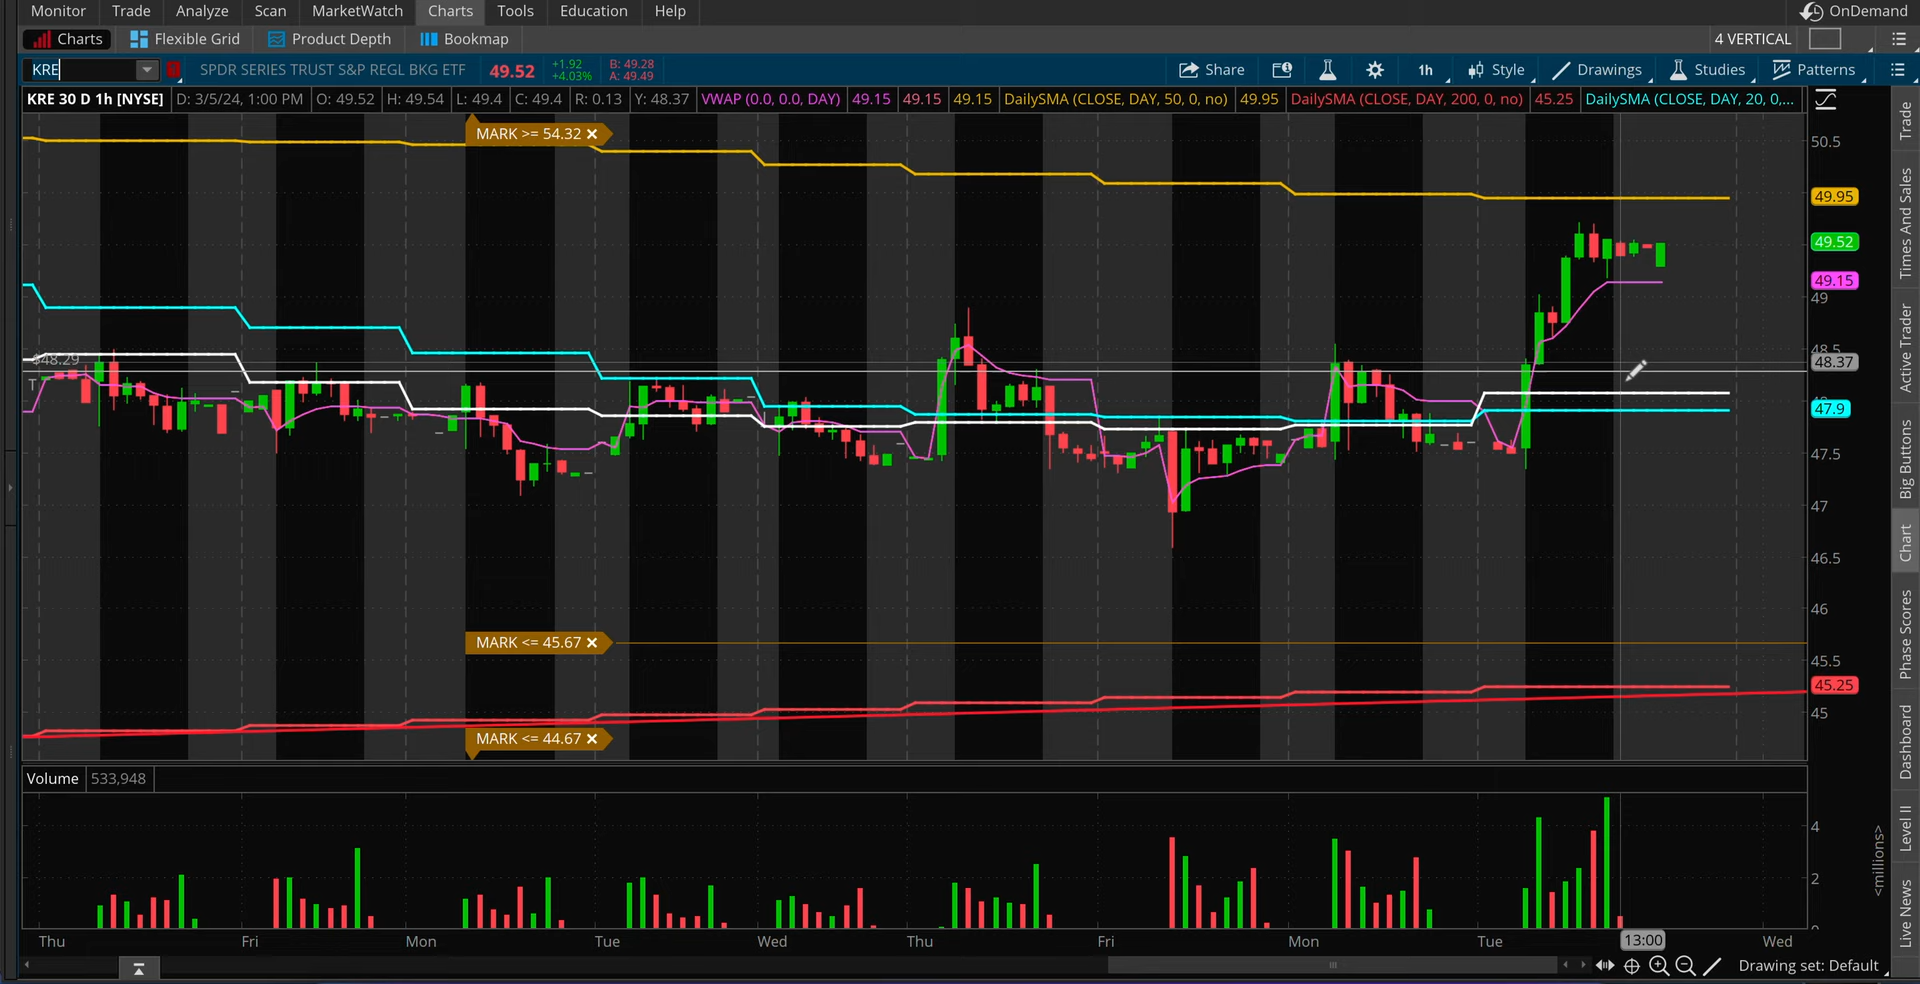 Monitor Trade Analyze Scan MarketWatch Charts Tools Education Help OnDemand
Charts Flexible Grid Product Depth Bookmap 4 VERTICAL
KRE SPDR SERIES TRUST S&P REGL BKG ETF 49.52 +1.92 +4.03% B: 49.28 A: 49.49 Share 1h Style Drawings Studies Patterns
KRE 30 D 1h [NYSE] D: 3/5/24, 1:00 PM O: 49.52 H: 49.54 L: 49.4 C: 49.4 R: 0.13 Y: 48.37 VWAP (0.0, 0.0, DAY) 49.15 49.15 49.15 DailySMA (CLOSE, DAY, 50, 0, no) 49.95 DailySMA (CLOSE, DAY, 200, 0, no) 45.25 DailySMA (CLOSE, DAY, 20, 0,...
MARK >= 54.32
50.5
49.95
49.52
49.15
49
48.5
$48.29
48.37
T
47.9
47.5
47
46.5
46
MARK <= 45.67
45.5
45.25
45
MARK <= 44.67
Volume 533,948
4
2
0
<millions>
Thu Fri Mon Tue Wed Thu Fri Mon Tue 13:00 Wed
Drawing set: Default
Trade
Times And Sales
Active Trader
Big Buttons
Chart
Phase Scores
Dashboard
Level II
Live News